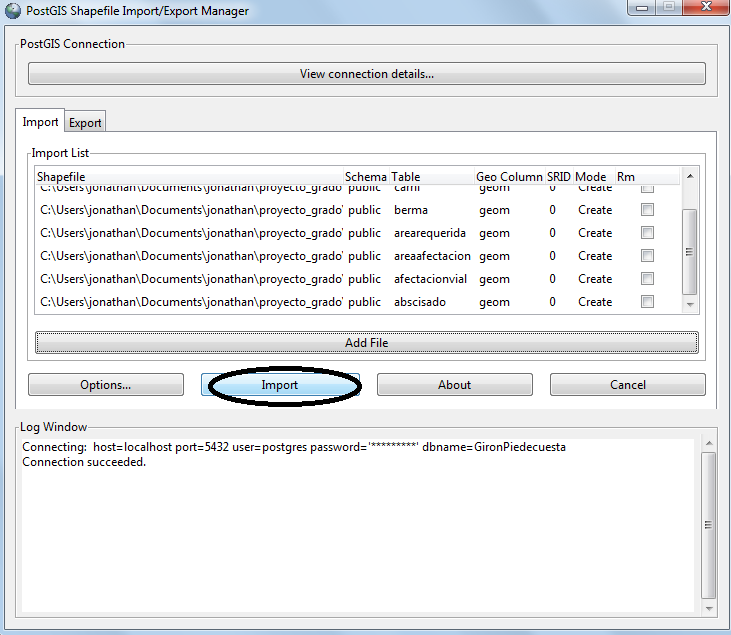 PostGIS Shapefile Import/Export Manager
PostGIS Connection
View connection details...
Import Export
Import List
Shapefile Schema Table Geo Column SRID Mode Rm
C:\Users\jonathan\Documents\jonathan\proyecto_grado\ public carril geom 0 Create
C:\Users\jonathan\Documents\jonathan\proyecto_grado\ public berma geom 0 Create
C:\Users\jonathan\Documents\jonathan\proyecto_grado\ public arearequerida geom 0 Create
C:\Users\jonathan\Documents\jonathan\proyecto_grado\ public areaafectacion geom 0 Create
C:\Users\jonathan\Documents\jonathan\proyecto_grado\ public afectacionvial geom 0 Create
C:\Users\jonathan\Documents\jonathan\proyecto_grado\ public abscisado geom 0 Create
Add File
Options... Import About Cancel
Log Window
Connecting: host=localhost port=5432 user=postgres password='*********' dbname=GironPiedecuesta
Connection succeeded.